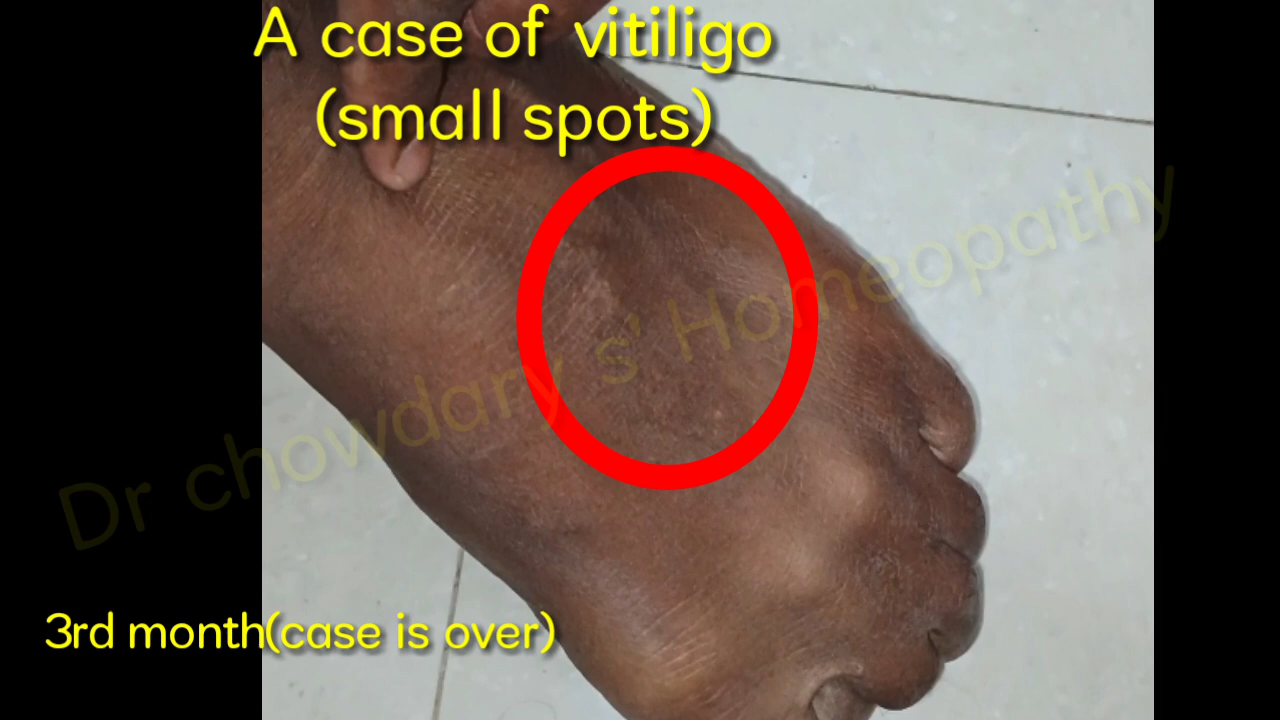 A case of vitiligo
(small spots)
Dr chowdary s' Homeopathy
3rd month(case is over)